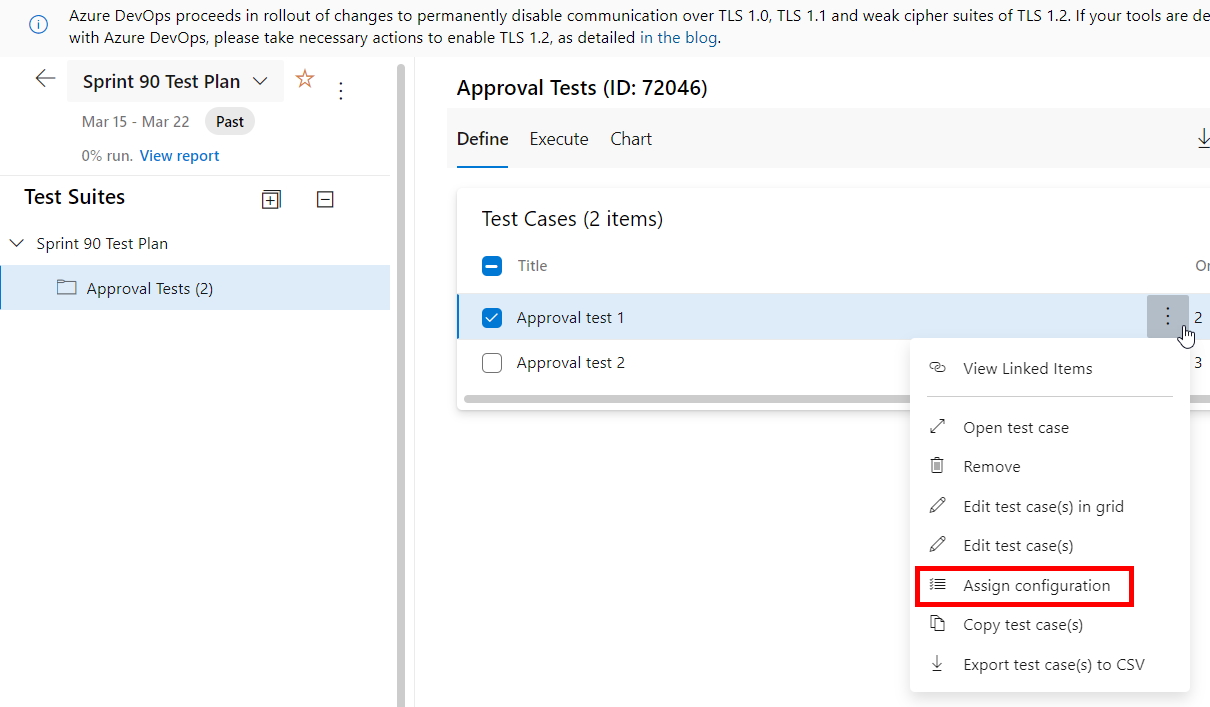 Azure DevOps proceeds in rollout of changes to permanently disable communication over TLS 1.0, TLS 1.1 and weak cipher suites of TLS 1.2. If your tools are de
with Azure DevOps, please take necessary actions to enable TLS 1.2, as detailed in the blog.
Sprint 90 Test Plan
Mar 15 - Mar 22 Past
0% run. View report
Test Suites
Sprint 90 Test Plan
Approval Tests (2)
Approval Tests (ID: 72046)
Define Execute Chart
Test Cases (2 items)
Title Or
Approval test 1 2
Approval test 2 3
View Linked Items
Open test case
Remove
Edit test case(s) in grid
Edit test case(s)
Assign configuration
Copy test case(s)
Export test case(s) to CSV